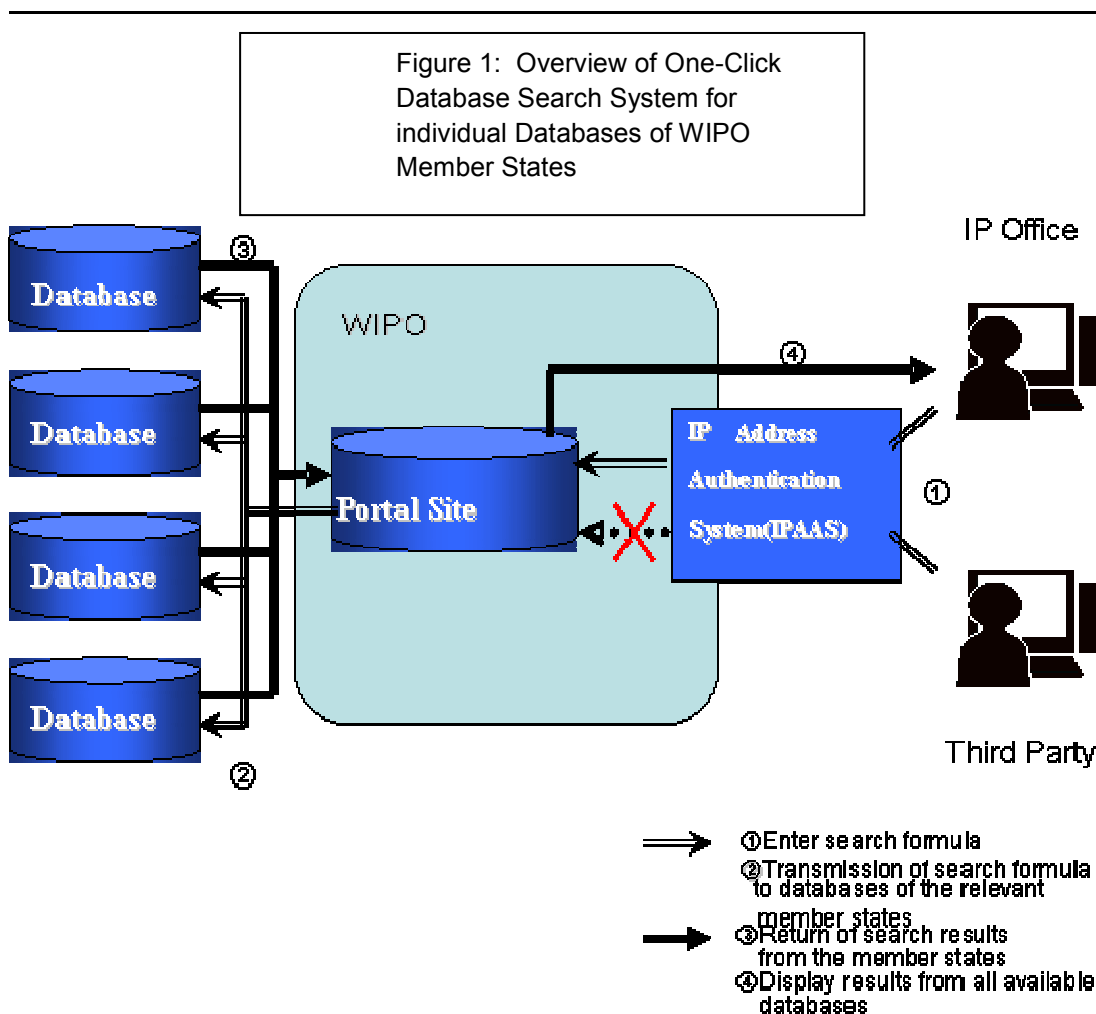 Figure 1: Overview of One-Click
Database Search System for
individual Databases of WIPO
Member States
IP Office
③
Database
WIPO
④
Database
IP Address
Authentication
System(IPAAS)
①
Portal Site
Database
Database
②
Third Party
①Enter search formula
②Transmission of search formula
to databases of the relevant
member states
③Return of search results
from the member states
④Display results from all available
databases